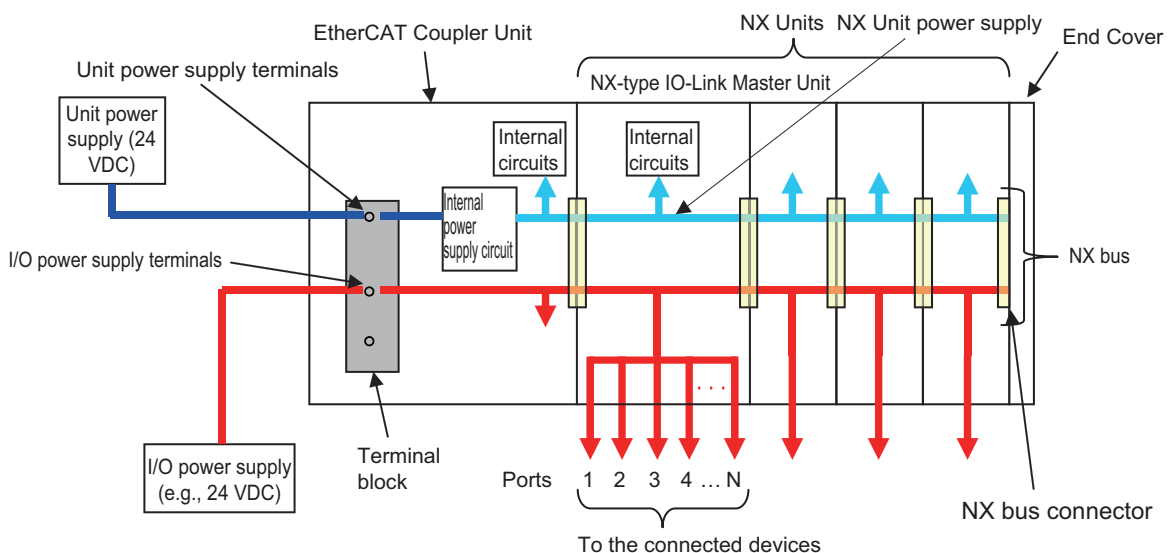 NX Units
NX Unit power supply
EtherCAT Coupler Unit
End Cover
Unit power supply terminals
NX-type IO-Link Master Unit
Unit power
supply (24
VDC)
Internal
circuits
Internal
circuits
Internal
power
supply circuit
I/O power supply terminals
NX bus
I/O power supply
(e.g., 24 VDC)
Terminal
block
Ports 1 2 3 4 ... N
. . .
NX bus connector
To the connected devices